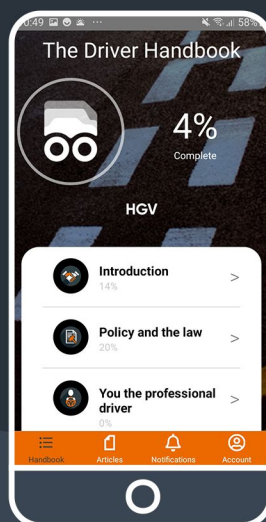 0:49
58%
The Driver Handbook
4%
Complete
HGV
Introduction
14%
Policy and the law
20%
You the professional
driver
0%
Handbook Articles Notifications Account